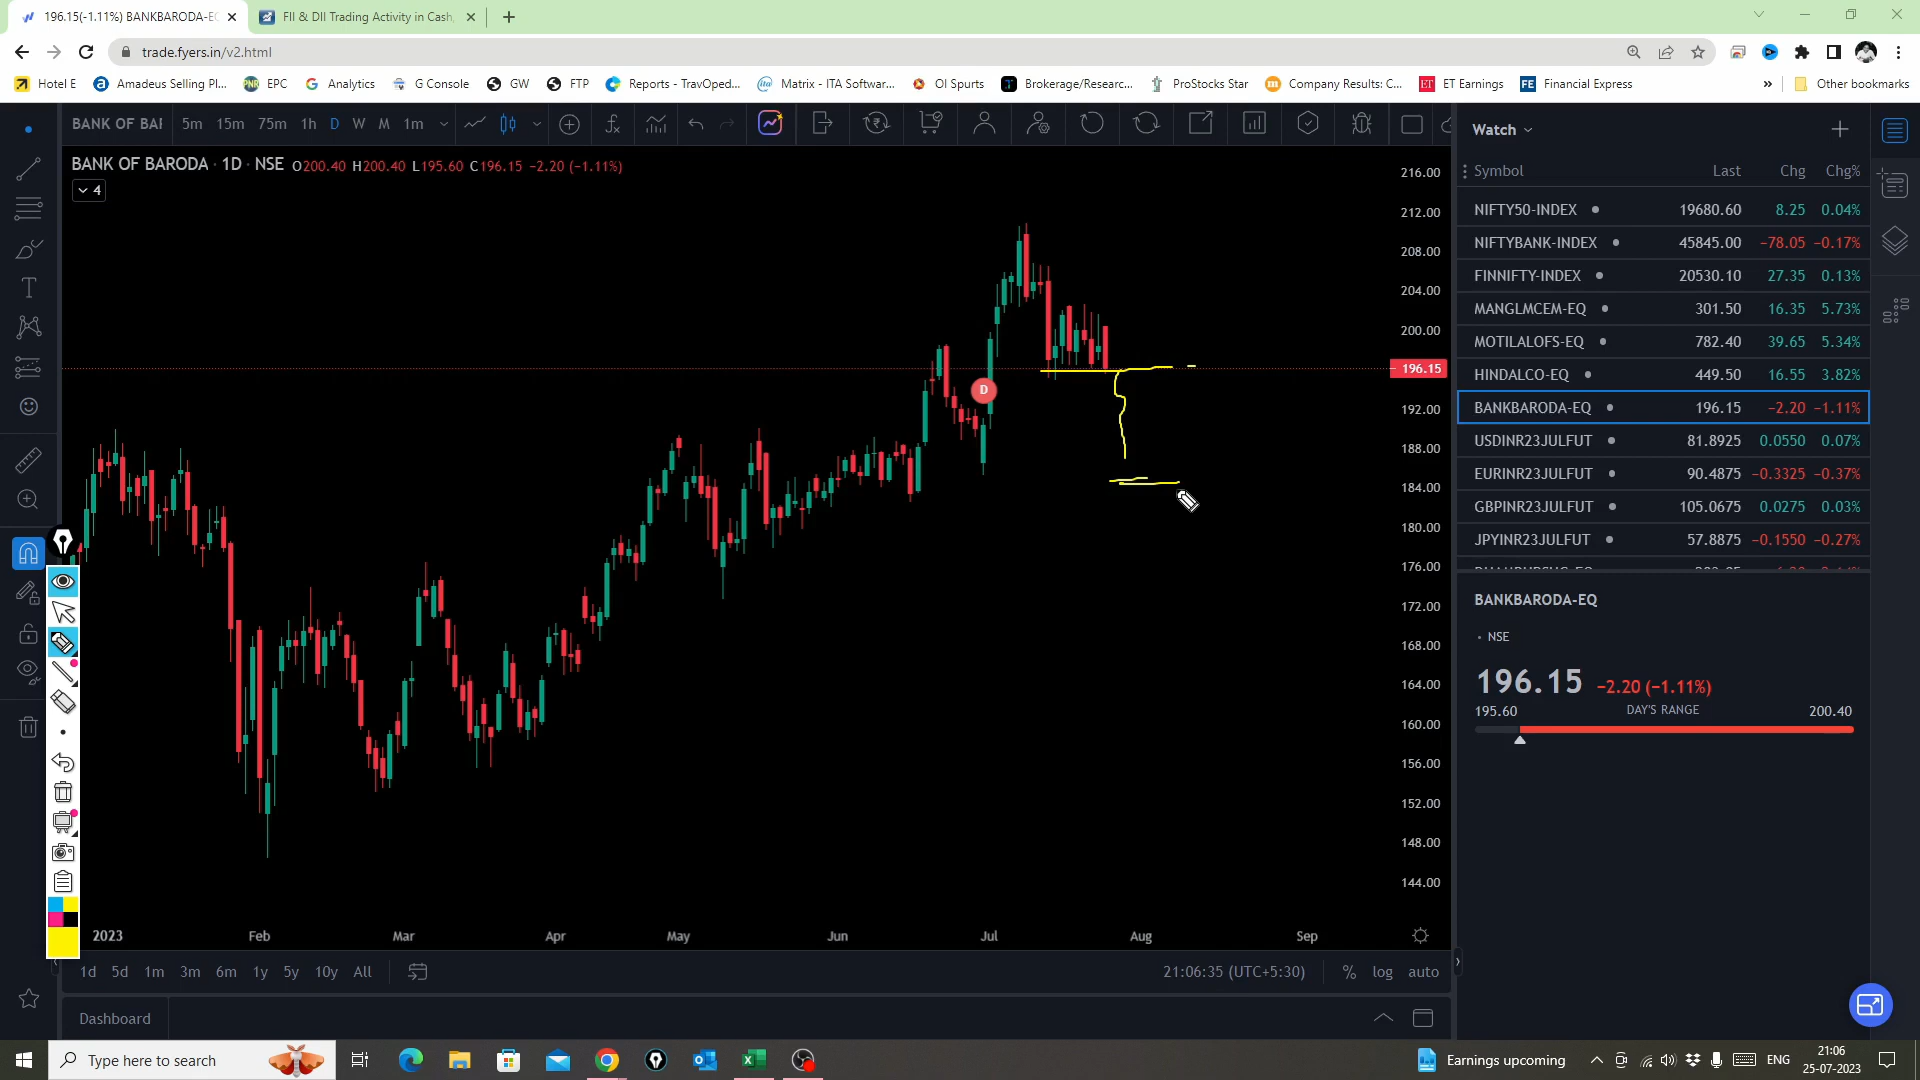 196.15(-1.11%) BANKBARODA-EQ
FII & DII Trading Activity in Cash,
trade.fyers.in/v2.html
Hotel E
Amadeus Selling Pl...
EPC
Analytics
G Console
GW
FTP
Reports - TravOped...
Matrix - ITA Softwar...
OI Spurts
Brokerage/Researc...
ProStocks Star
Company Results: C...
ET Earnings
Financial Express
»
Other bookmarks
BANK OF BAI 5m 15m 75m 1h D W M 1m
BANK OF BARODA · 1D · NSE O200.40 H200.40 L195.60 C196.15 −2.20 (−1.11%)
4
216.00
212.00
208.00
204.00
200.00
196.15
192.00
188.00
184.00
180.00
176.00
172.00
168.00
164.00
160.00
156.00
152.00
148.00
144.00
D
2023 Feb Mar Apr May Jun Jul Aug Sep
1d 5d 1m 3m 6m 1y 5y 10y All
21:06:35 (UTC+5:30) % log auto
Dashboard
Watch
Symbol Last Chg Chg%
NIFTY50-INDEX 19680.60 8.25 0.04%
NIFTYBANK-INDEX 45845.00 −78.05 −0.17%
FINNIFTY-INDEX 20530.10 27.35 0.13%
MANGLMCEM-EQ 301.50 16.35 5.73%
MOTILALOFS-EQ 782.40 39.65 5.34%
HINDALCO-EQ 449.50 16.55 3.82%
BANKBARODA-EQ 196.15 −2.20 −1.11%
USDINR23JULFUT 81.8925 0.0550 0.07%
EURINR23JULFUT 90.4875 −0.3325 −0.37%
GBPINR23JULFUT 105.0675 0.0275 0.03%
JPYINR23JULFUT 57.8875 −0.1550 −0.27%
BANKBARODA-EQ
· NSE
196.15 −2.20 (−1.11%)
195.60 DAY'S RANGE 200.40
Type here to search
Earnings upcoming
ENG
21:06
25-07-2023